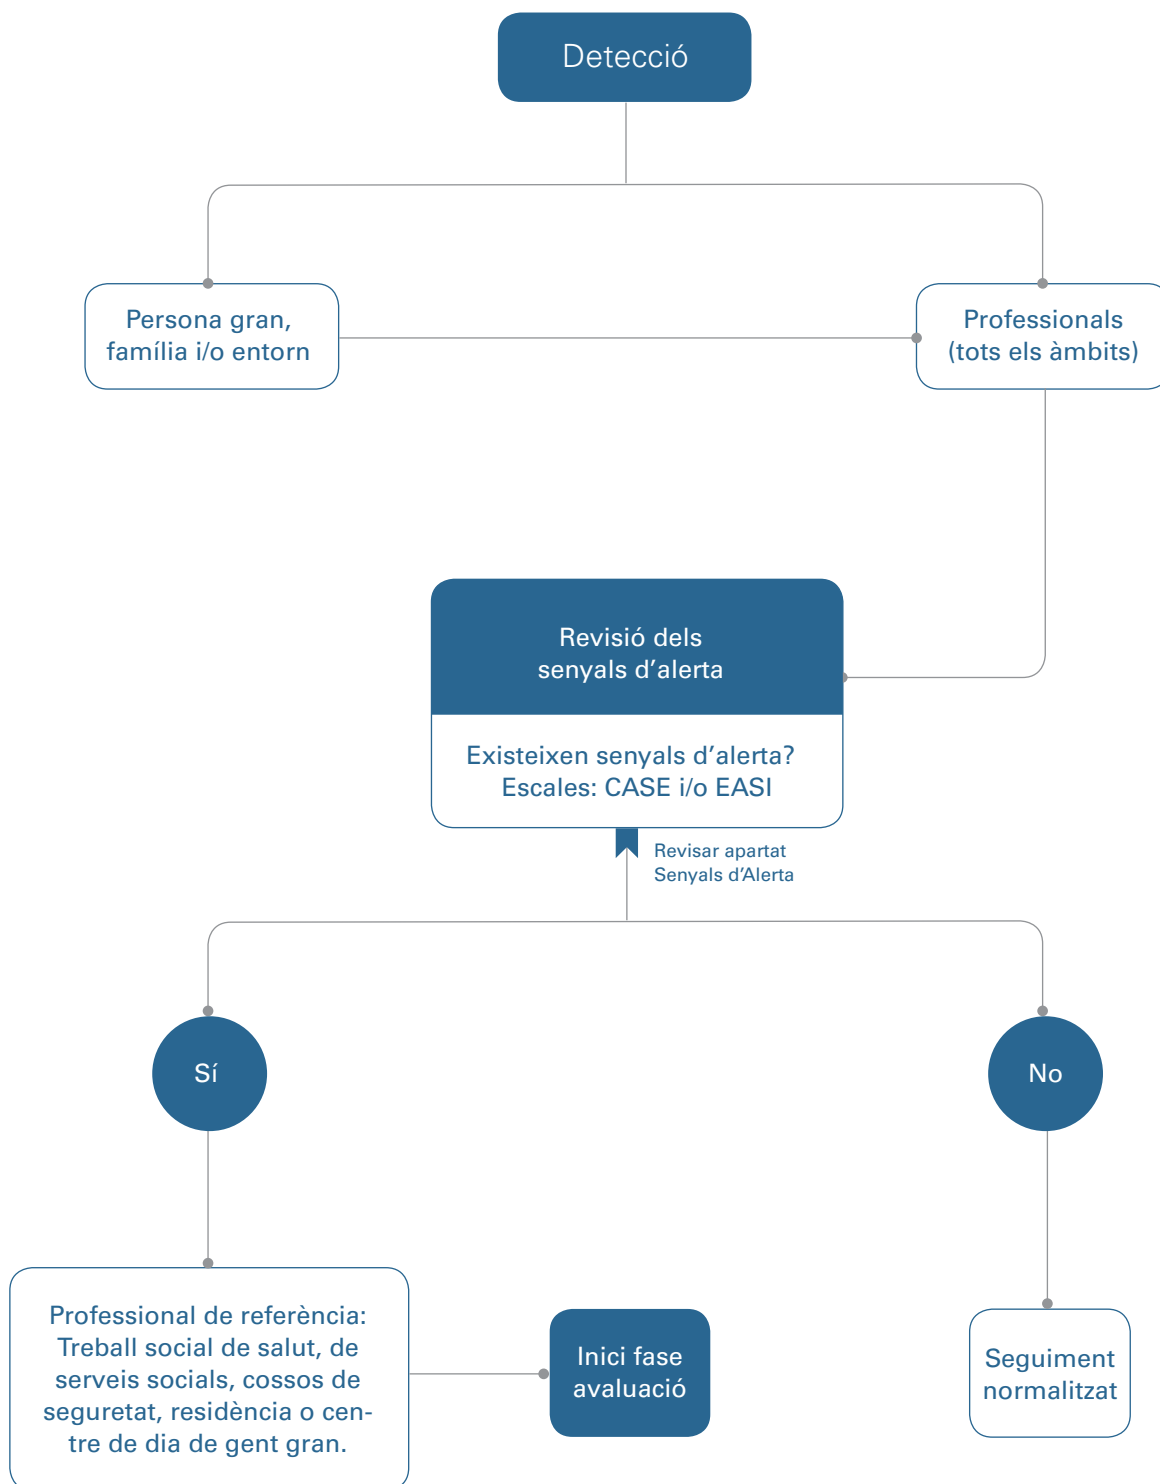 Detecció
Persona gran,
família i/o entorn
Professionals
(tots els àmbits)
Revisió dels
senyals d’alerta
Existeixen senyals d’alerta?
Escales: CASE i/o EASI
Revisar apartat
Senyals d’Alerta
Sí
No
Professional de referència:
Treball social de salut, de
serveis socials, cossos de
seguretat, residència o cen-
tre de dia de gent gran.
Inici fase
avaluació
Seguiment
normalitzat